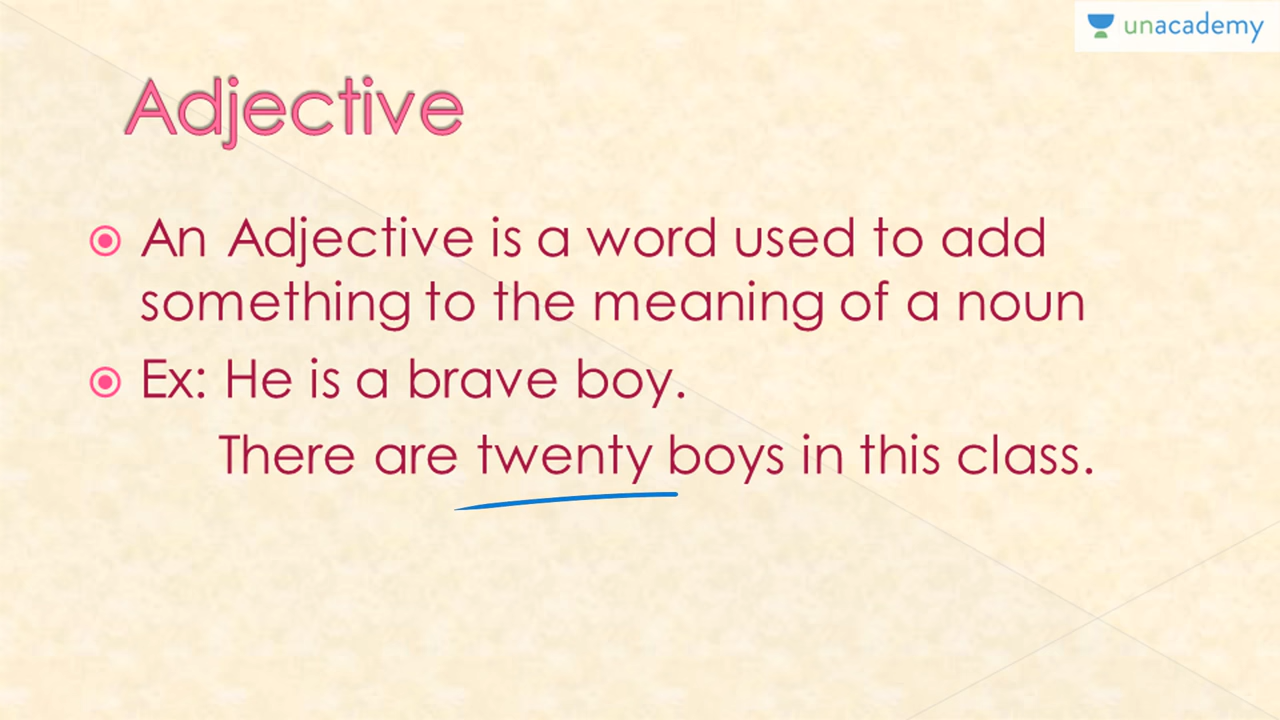 unacademy
Adjective
An Adjective is a word used to add
something to the meaning of a noun
Ex: He is a brave boy.
There are twenty boys in this class.